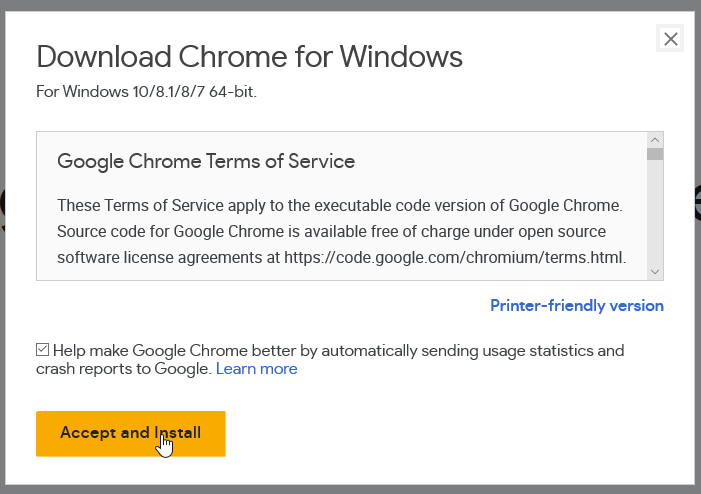 Download Chrome for Windows
For Windows 10/8.1/8/7 64-bit.
Google Chrome Terms of Service
These Terms of Service apply to the executable code version of Google Chrome.
Source code for Google Chrome is available free of charge under open source
software license agreements at https://code.google.com/chromium/terms.html.
Printer-friendly version
Help make Google Chrome better by automatically sending usage statistics and
crash reports to Google. Learn more
Accept and Install